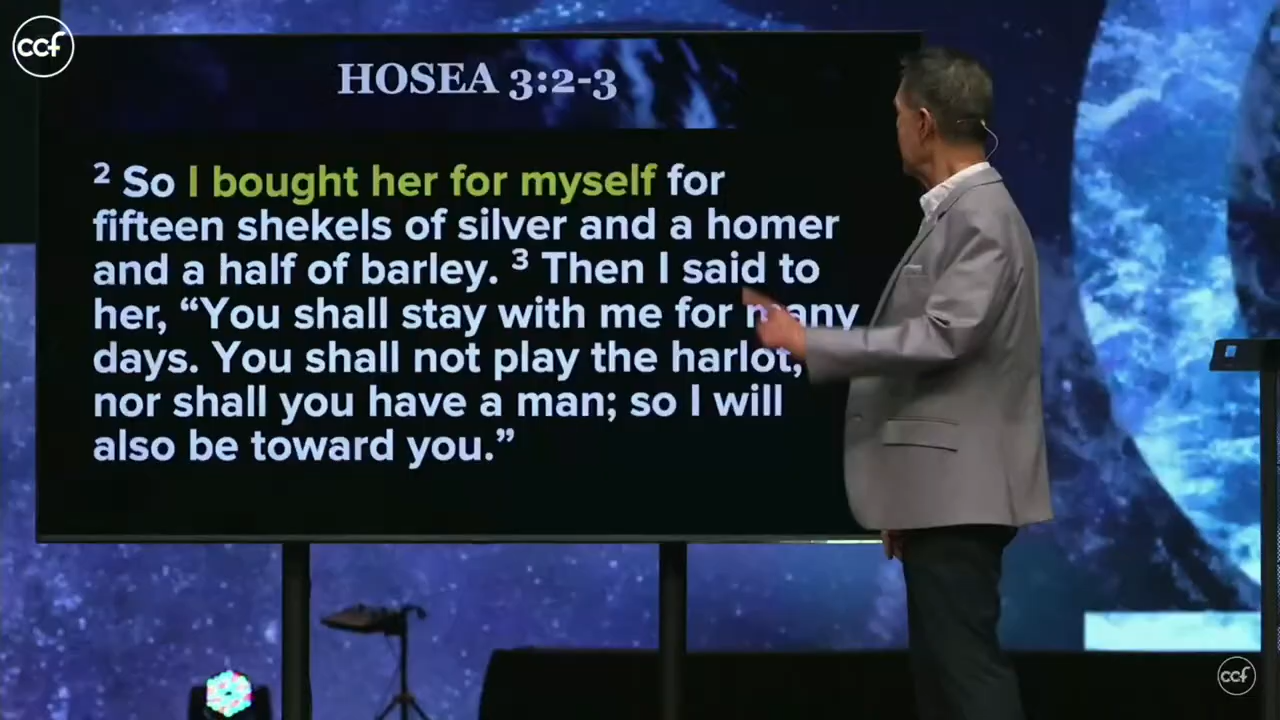 ccf
HOSEA 3:2-3
² So I bought her for myself for
fifteen shekels of silver and a homer
and a half of barley. ³ Then I said to
her, “You shall stay with me for many
days. You shall not play the harlot,
nor shall you have a man; so I will
also be toward you.”
ccf